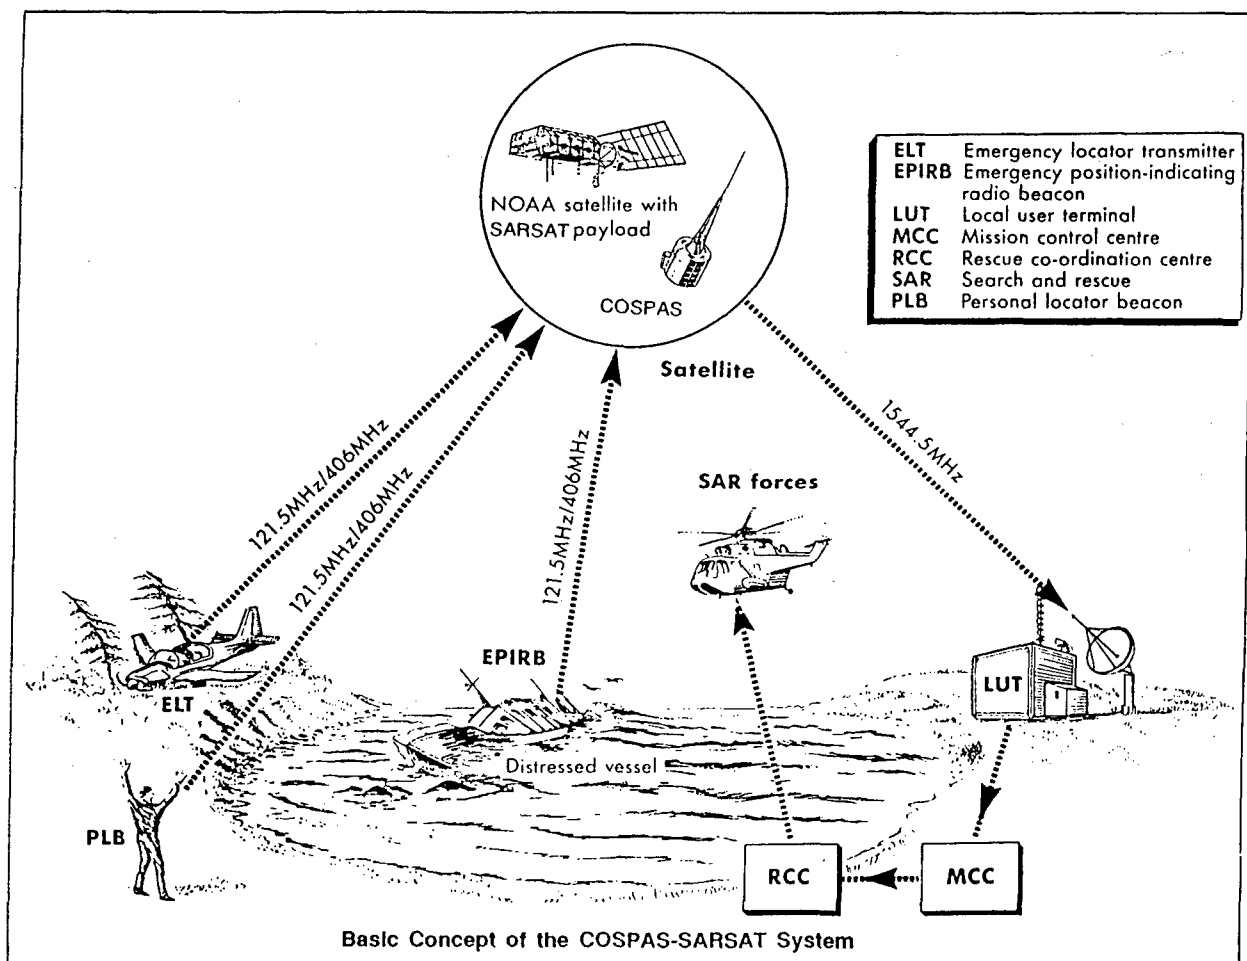 NOAA satellite with
SARSAT payload
COSPAS
Satellite
ELT Emergency locator transmitter
EPIRB Emergency position-indicating
radio beacon
LUT Local user terminal
MCC Mission control centre
RCC Rescue co-ordination centre
SAR Search and rescue
PLB Personal locator beacon
121.5MHz/406MHz
121.5MHz/406MHz
121.5MHz/406MHz
1544.5MHz
SAR forces
ELT
EPIRB
LUT
Distressed vessel
PLB
RCC
MCC
Basic Concept of the COSPAS-SARSAT System